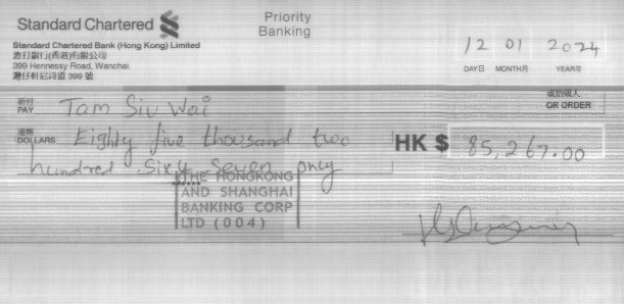 Standard Chartered
Priority
Banking
Standard Chartered Bank (Hong Kong) Limited
渣打銀行(香港)有限公司
399 Hennessy Road, Wanchai.
灣仔軒尼詩道 399 號
12 01 2024
DAY日 MONTH月 YEAR年
祈付
PAY Tam Siu Wai 或持票人
OR ORDER
港幣
DOLLARS Eighty five thousand two
hundred sixy seven only
HK $ 85,267.00
THE HONGKONG
AND SHANGHAI
BANKING CORP
LTD (004)